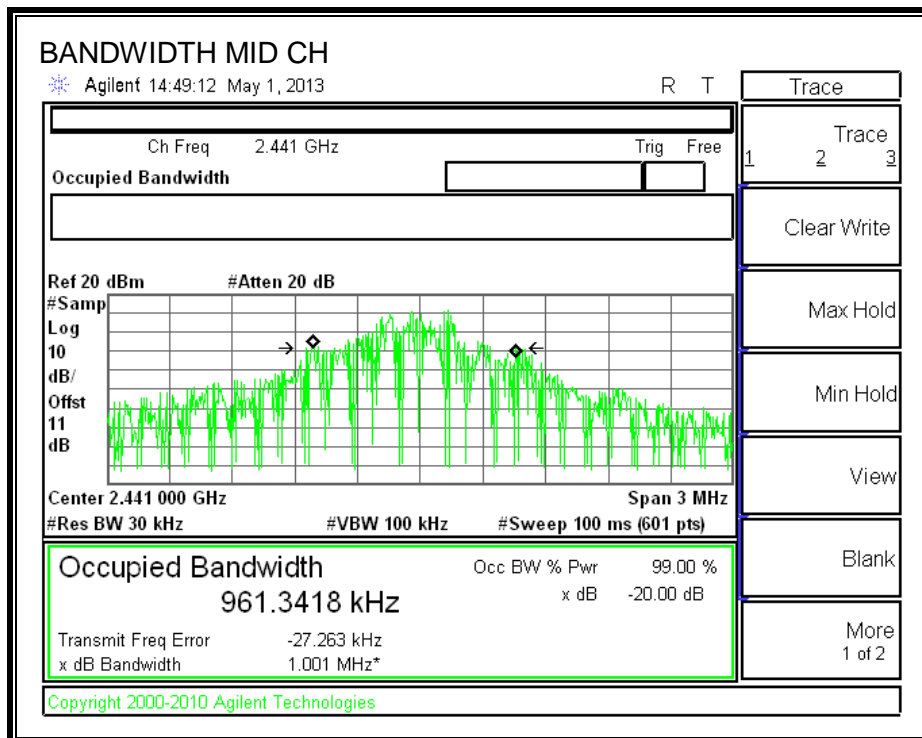 BANDWIDTH MID CH
Agilent 14:49:12 May 1, 2013 R T
Trace
Ch Freq 2.441 GHz Trig Free
Occupied Bandwidth
Trace
1 2 3
Clear Write
Max Hold
Min Hold
View
Blank
More
1 of 2
Ref 20 dBm #Atten 20 dB
#Samp
Log
10
dB/
Offst
11
dB
Center 2.441 000 GHz Span 3 MHz
#Res BW 30 kHz #VBW 100 kHz #Sweep 100 ms (601 pts)
Occupied Bandwidth Occ BW % Pwr 99.00 %
961.3418 kHz x dB -20.00 dB
Transmit Freq Error -27.263 kHz
x dB Bandwidth 1.001 MHz*
Copyright 2000-2010 Agilent Technologies